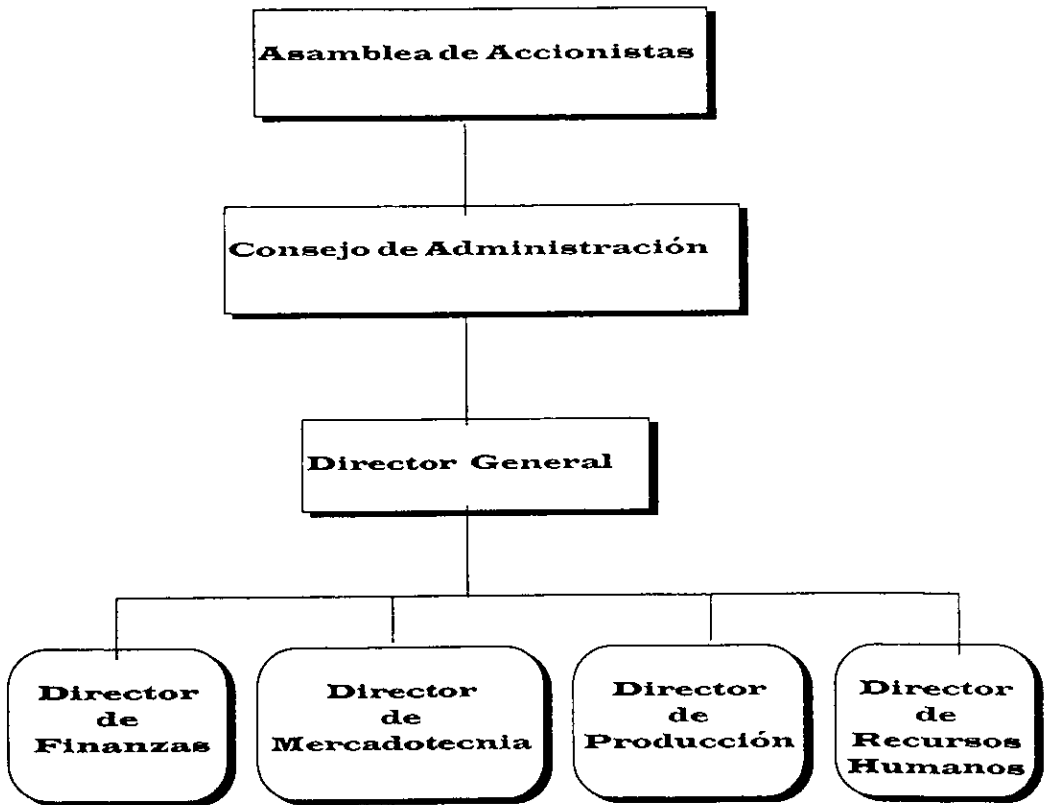 Asamblea de Accionistas
Consejo de Administración
Director General
Director
de
Finanzas
Director
de
Mercadotecnia
Director
de
Producción
Director
de
Recursos
Humanos